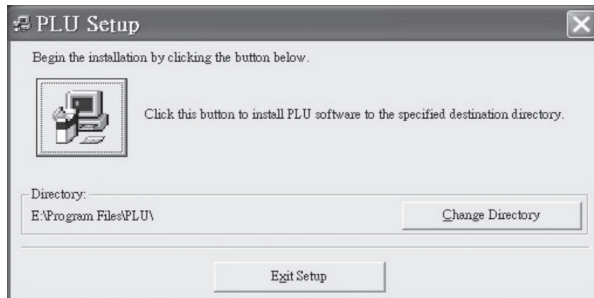 PLU Setup
Begin the installation by clicking the button below.
Click this button to install PLU software to the specified destination directory.
Directory:
E:\Program Files\PLU\
Change Directory
Exit Setup